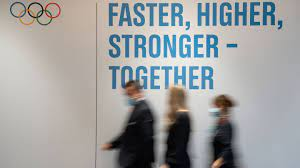 FASTER, HIGHER,
STRONGER –
TOGETHER